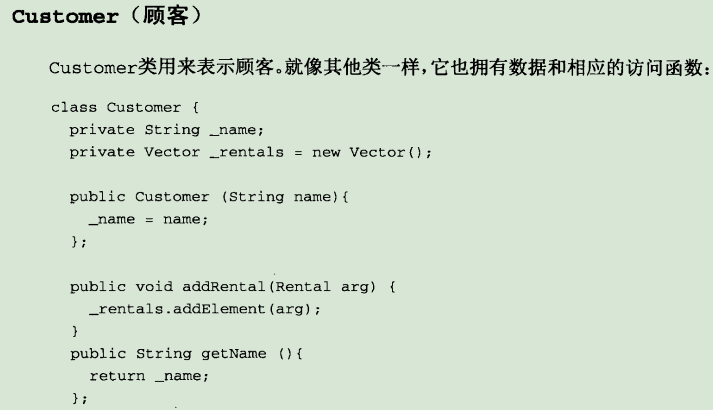 Customer（顾客）
Customer类用来表示顾客。就像其他类一样，它也拥有数据和相应的访问函数：
class Customer {
  private String _name;
  private Vector _rentals = new Vector();

  public Customer (String name){
    _name = name;
  };

  public void addRental(Rental arg) {
    _rentals.addElement(arg);
  }
  public String getName (){
    return _name;
  };